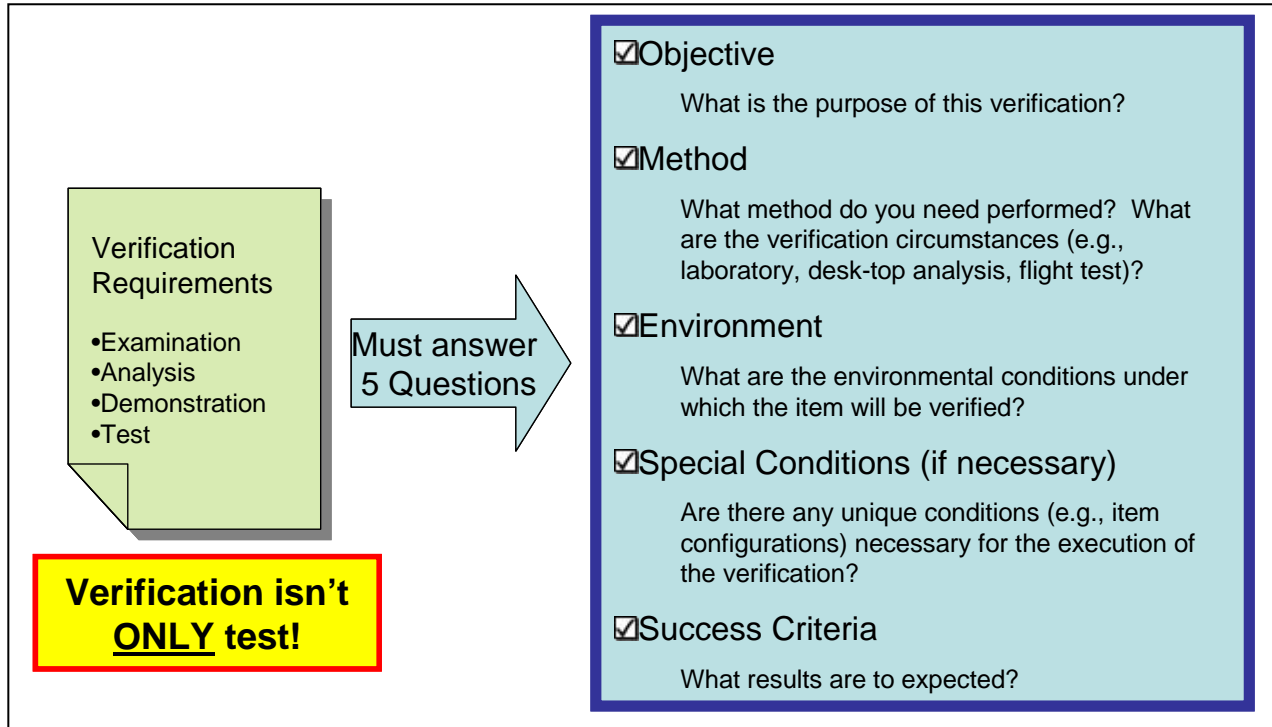 Verification
Requirements
•Examination
•Analysis
•Demonstration
•Test
Verification isn’t
ONLY test!
Must answer
5 Questions
☑Objective
What is the purpose of this verification?
☑Method
What method do you need performed?  What
are the verification circumstances (e.g.,
laboratory, desk-top analysis, flight test)?
☑Environment
What are the environmental conditions under
which the item will be verified?
☑Special Conditions (if necessary)
Are there any unique conditions (e.g., item
configurations) necessary for the execution of
the verification?
☑Success Criteria
What results are to expected?